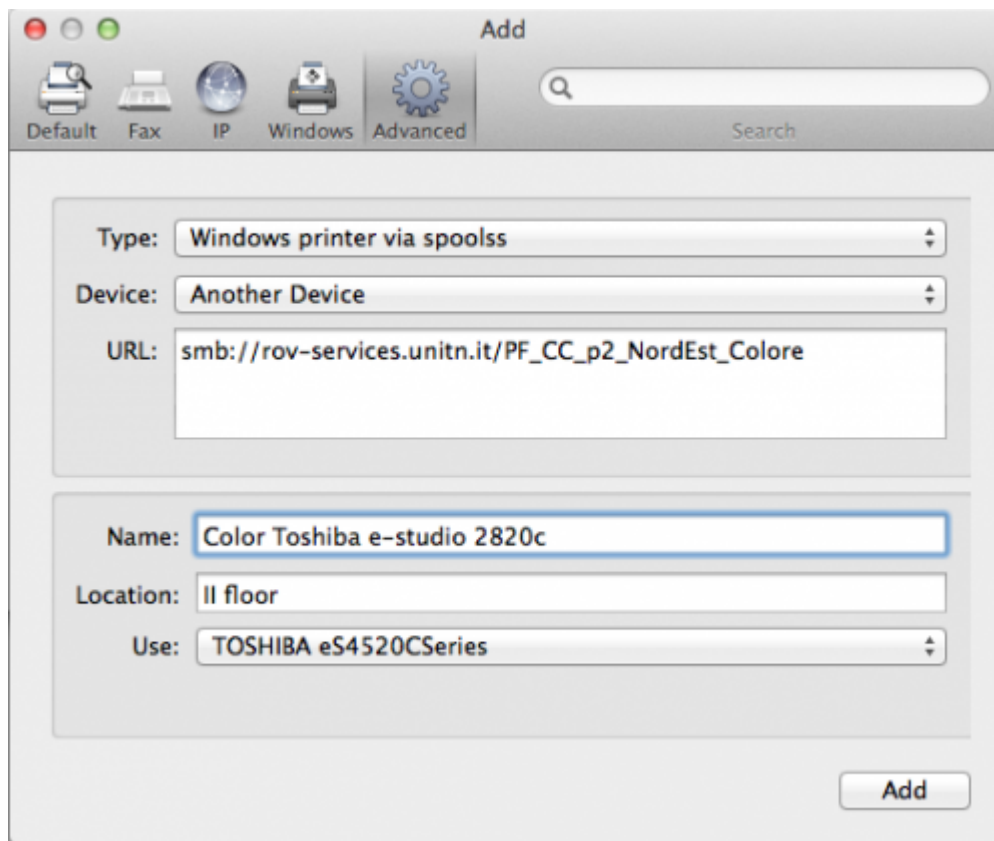 Add
Default Fax IP Windows Advanced Search
Type: Windows printer via spoolss
Device: Another Device
URL: smb://rov-services.unitn.it/PF_CC_p2_NordEst_Colore
Name: Color Toshiba e-studio 2820c
Location: II floor
Use: TOSHIBA eS4520CSeries
Add